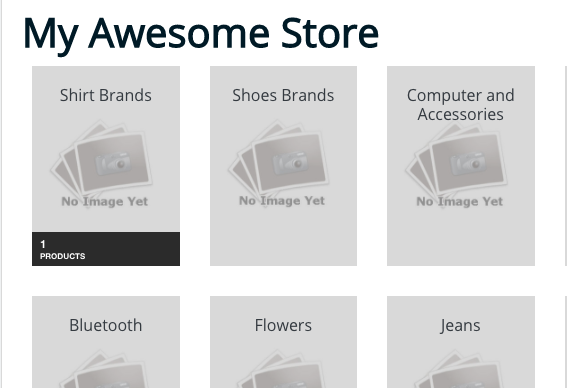 My Awesome Store
Shirt Brands
No Image Yet
1
PRODUCTS
Shoes Brands
No Image Yet
Computer and
Accessories
No Image Yet
Bluetooth
Flowers
Jeans